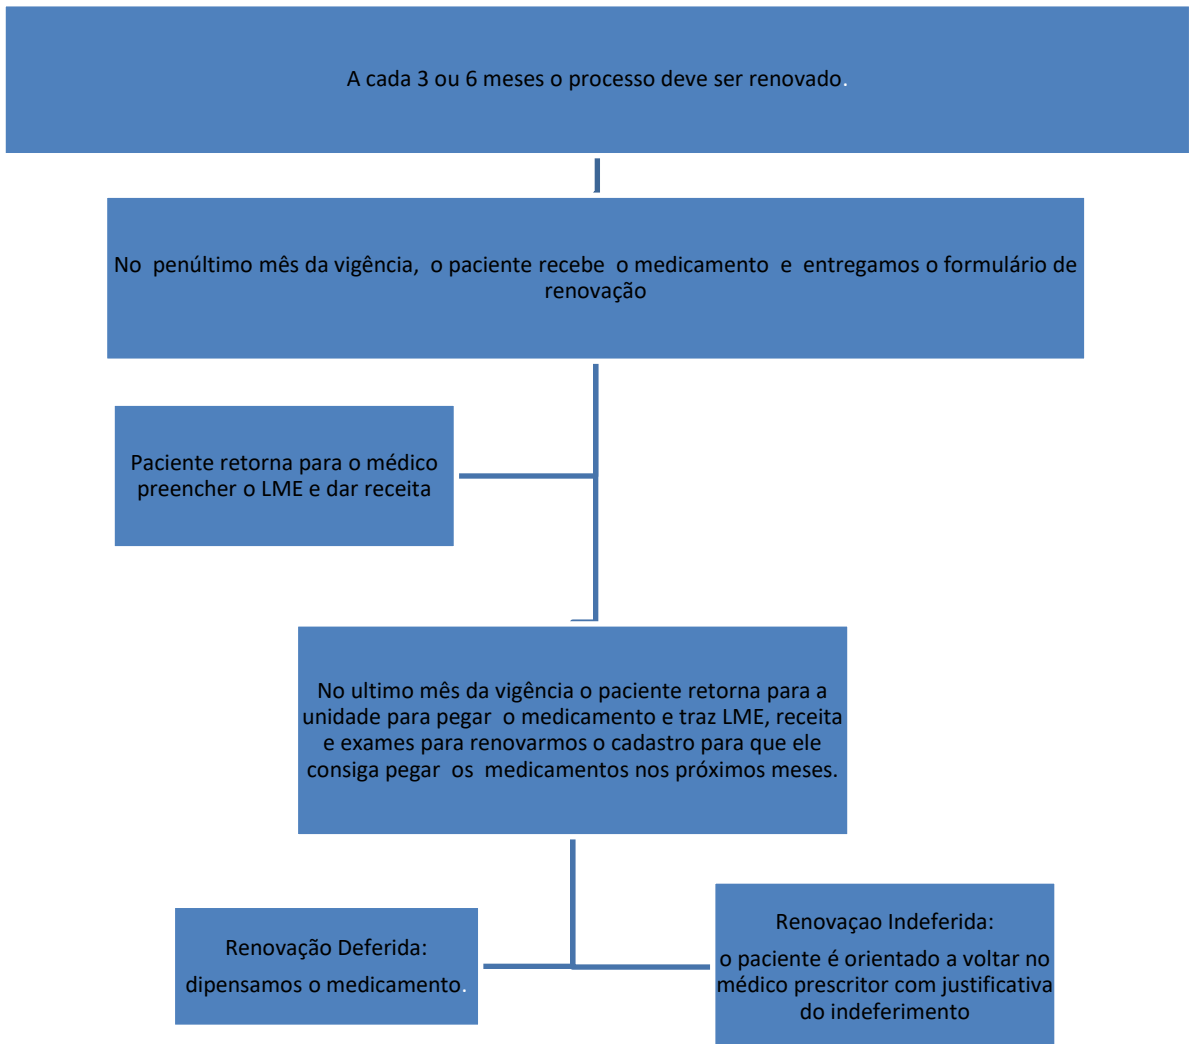 A cada 3 ou 6 meses o processo deve ser renovado.
No penúltimo mês da vigência, o paciente recebe o medicamento e entregamos o formulário de
renovação
Paciente retorna para o médico
preencher o LME e dar receita
No ultimo mês da vigência o paciente retorna para a
unidade para pegar o medicamento e traz LME, receita
e exames para renovarmos o cadastro para que ele
consiga pegar os medicamentos nos próximos meses.
Renovação Deferida:
dipensamos o medicamento.
Renovaçao Indeferida:
o paciente é orientado a voltar no
médico prescritor com justificativa
do indeferimento